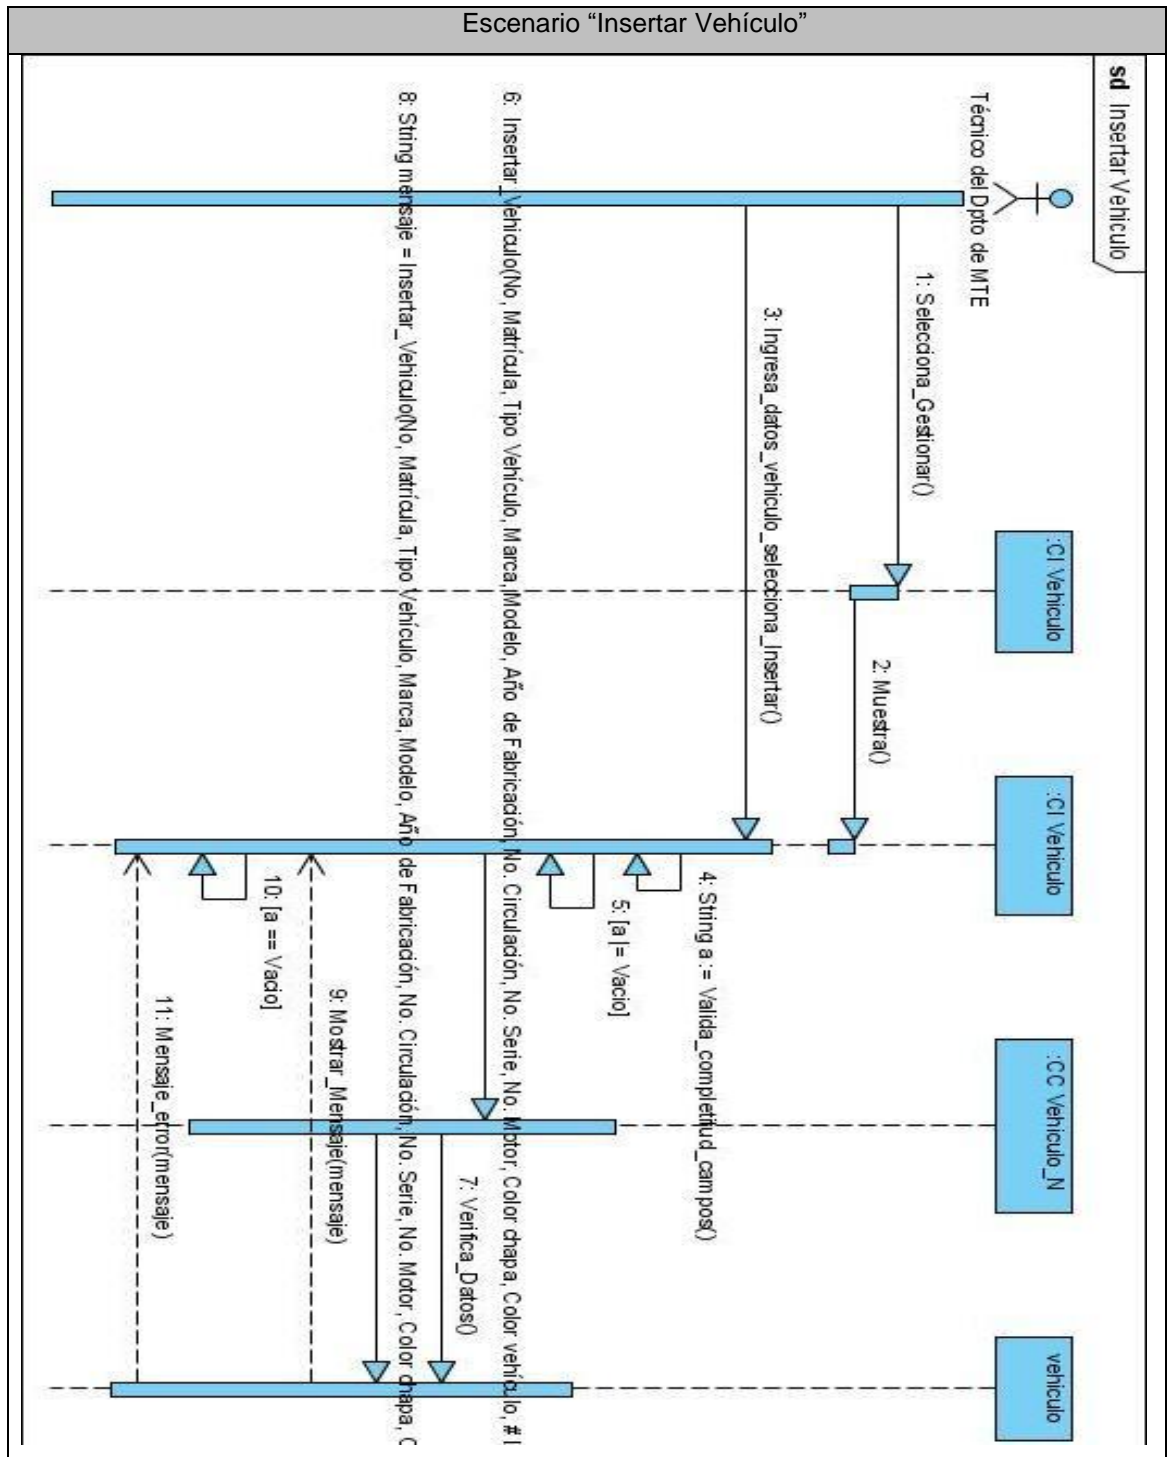 Escenario “Insertar Vehículo”
sd Insertar Vehiculo
Técnico del Dpto de MTE
:CI Vehiculo
:CI Vehiculo
:CC Vehiculo_N
vehiculo
1: Selecciona_Gestionar()
2: Muestra()
3: Ingresa_datos_vehiculo_selecciona_Insertar()
4: String a := Valida_completitud_campos()
5: [a |= Vacio]
6: Insertar_Vehiculo(No, Matrícula, Tipo Vehículo, Marca, Modelo, Año de Fabricación, No. Circulación, No. Serie, No. Motor, Color chapa, Color vehículo, #
7: Verifica_Datos()
8: String mensaje = Insertar_Vehiculo(No, Matrícula, Tipo Vehículo, Marca, Modelo, Año de Fabricación, No. Circulación, No. Serie, No. Motor, Color chapa,
9: Mostrar_Mensaje(mensaje)
10: [a == Vacio]
11: Mensaje_error(mensaje)